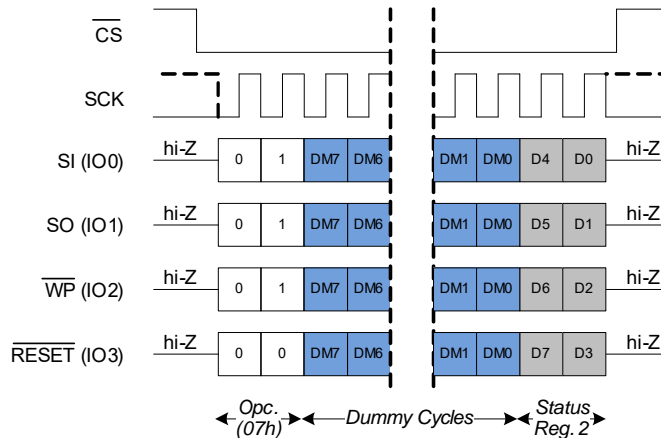 CS
SCK
SI (IO0) hi-Z 0 1 DM7 DM6 DM1 DM0 D4 D0 hi-Z
SO (IO1) hi-Z 0 1 DM7 DM6 DM1 DM0 D5 D1 hi-Z
WP (IO2) hi-Z 0 1 DM7 DM6 DM1 DM0 D6 D2 hi-Z
RESET (IO3) hi-Z 0 0 DM7 DM6 DM1 DM0 D7 D3 hi-Z
Opc. Dummy Cycles Status
(07h) Reg. 2